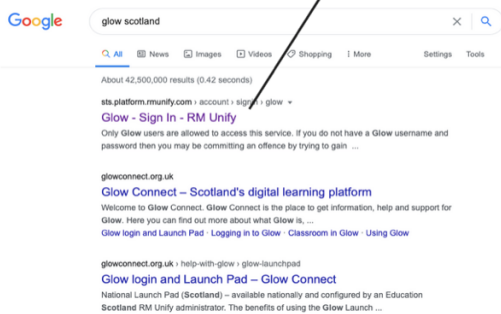 Google
glow scotland
All News Images Videos Shopping More Settings Tools
About 42,500,000 results (0.42 seconds)
sts.platform.rmunify.com › account › signin › glow
Glow - Sign In - RM Unify
Only Glow users are allowed to access this service. If you do not have a Glow username and
password then you may be committing an offence by trying to gain ...
glowconnect.org.uk
Glow Connect – Scotland's digital learning platform
Welcome to Glow Connect. Glow Connect is the place to get information, help and support for
Glow. Here you can find out more about what Glow is, ...
Glow login and Launch Pad · Logging in to Glow · Classroom in Glow · Using Glow
glowconnect.org.uk › help-with-glow › glow-launchpad
Glow login and Launch Pad – Glow Connect
National Launch Pad (Scotland) – available nationally and configured by an Education
Scotland RM Unify administrator. The benefits of using the Glow Launch ...